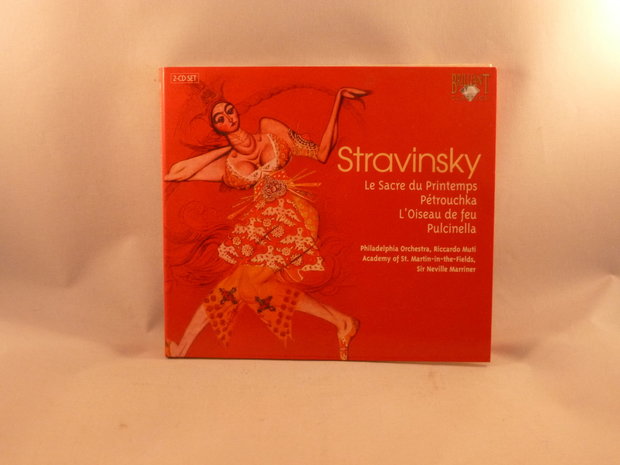 2-CD SET
BRILLIANT
Stravinsky
Le Sacre du Printemps
Pétrouchka
L'Oiseau de feu
Pulcinella
Philadelphia Orchestra, Riccardo Muti
Academy of St. Martin-in-the-Fields,
Sir Neville Marriner